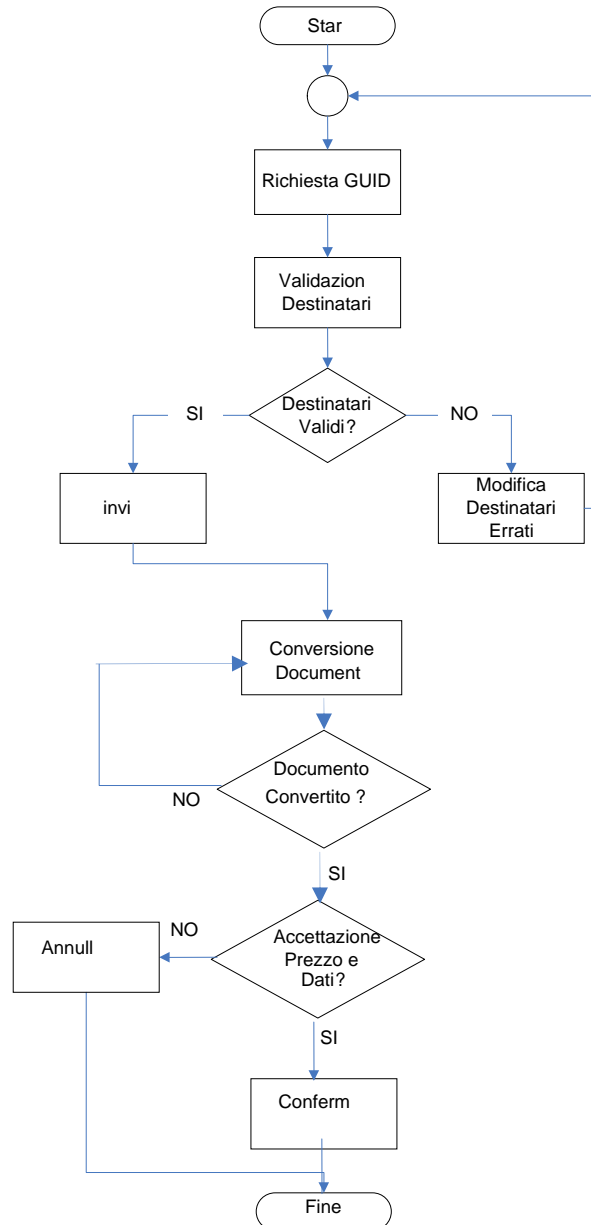 Star
Richiesta GUID
Validazion
Destinatari
Destinatari
Validi?
SI
NO
invi
Modifica
Destinatari
Errati
Conversione
Document
Documento
Convertito ?
NO
SI
Accettazione
Prezzo e
Dati?
NO
Annull
SI
Conferm
Fine